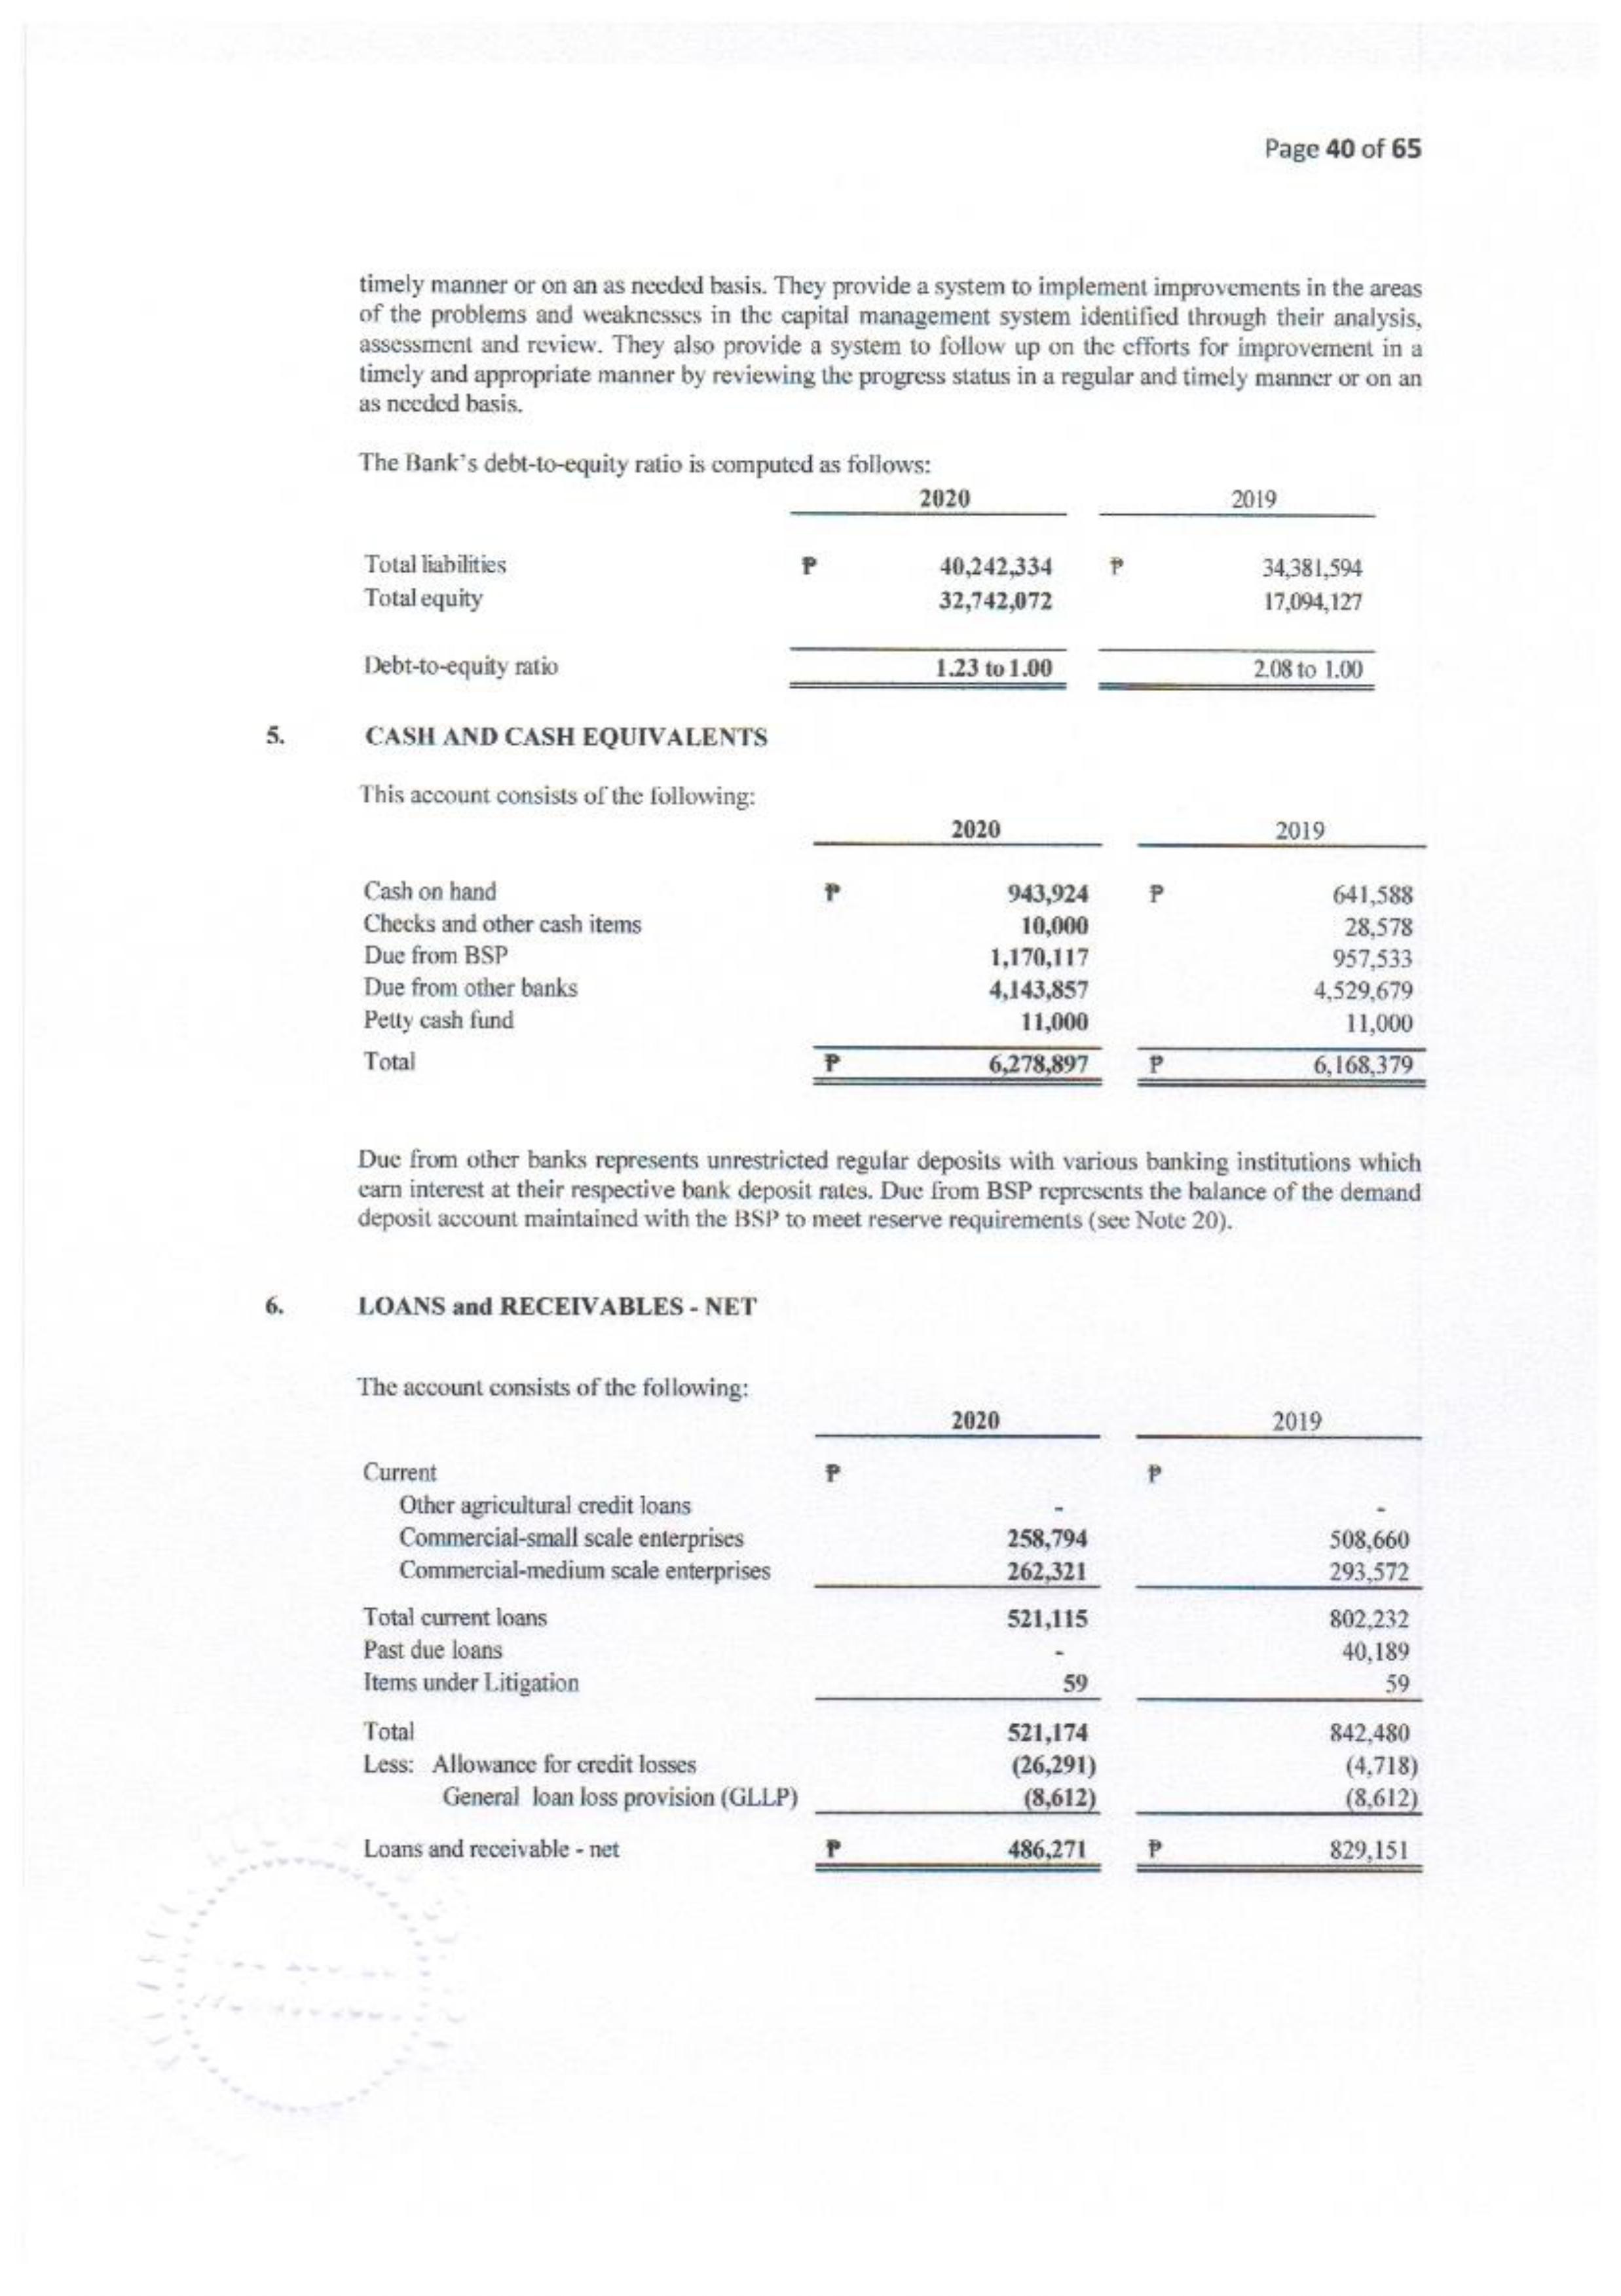 Page 40 of 65
timely manner or on an as needed basis. They provide a system to implement improvements in the areas
of the problems and weaknesses in the capital management system identified through their analysis,
assessment and review. They also provide a system to follow up on the efforts for improvement in a
timely and appropriate manner by reviewing the progress status in a regular and timely manner or on an
as needed basis.
The Bank's debt-to-equity ratio is computed as follows:
2020 2019
Total liabilities ₱ 40,242,334 ₱ 34,381,594
Total equity 32,742,072 17,094,127
Debt-to-equity ratio 1.23 to 1.00 2.08 to 1.00
5. CASH AND CASH EQUIVALENTS
This account consists of the following:
2020 2019
Cash on hand ₱ 943,924 ₱ 641,588
Checks and other cash items 10,000 28,578
Due from BSP 1,170,117 957,533
Due from other banks 4,143,857 4,529,679
Petty cash fund 11,000 11,000
Total ₱ 6,278,897 ₱ 6,168,379
Due from other banks represents unrestricted regular deposits with various banking institutions which
earn interest at their respective bank deposit rates. Due from BSP represents the balance of the demand
deposit account maintained with the BSP to meet reserve requirements (see Note 20).
6. LOANS and RECEIVABLES - NET
The account consists of the following:
2020 2019
Current ₱ ₱
Other agricultural credit loans - -
Commercial-small scale enterprises 258,794 508,660
Commercial-medium scale enterprises 262,321 293,572
Total current loans 521,115 802,232
Past due loans - 40,189
Items under Litigation 59 59
Total 521,174 842,480
Less: Allowance for credit losses (26,291) (4,718)
General loan loss provision (GLLP) (8,612) (8,612)
Loans and receivable - net ₱ 486,271 ₱ 829,151